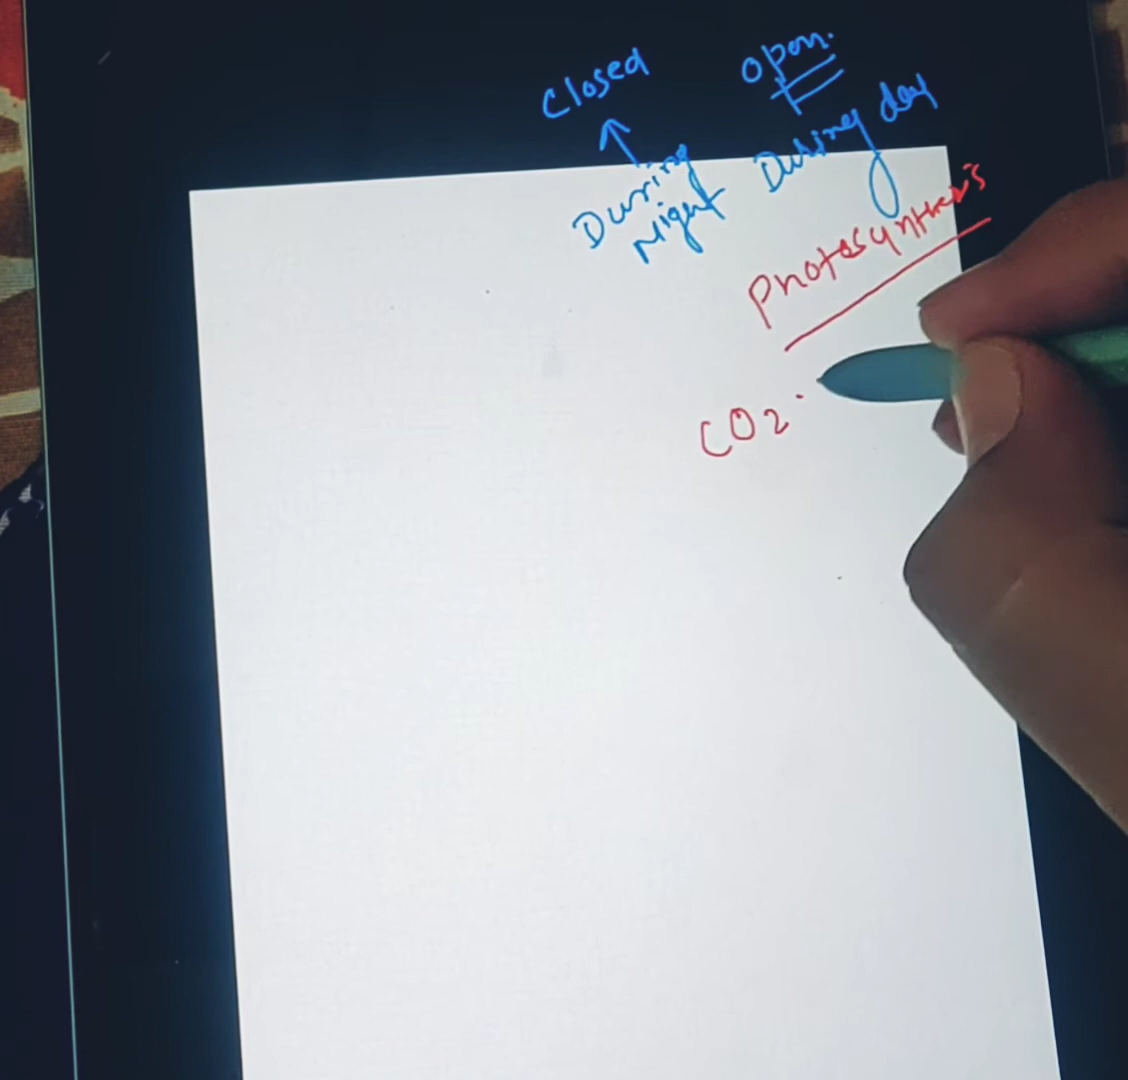 Closed
Open.
During Night
During day
Photosynthesis
CO2